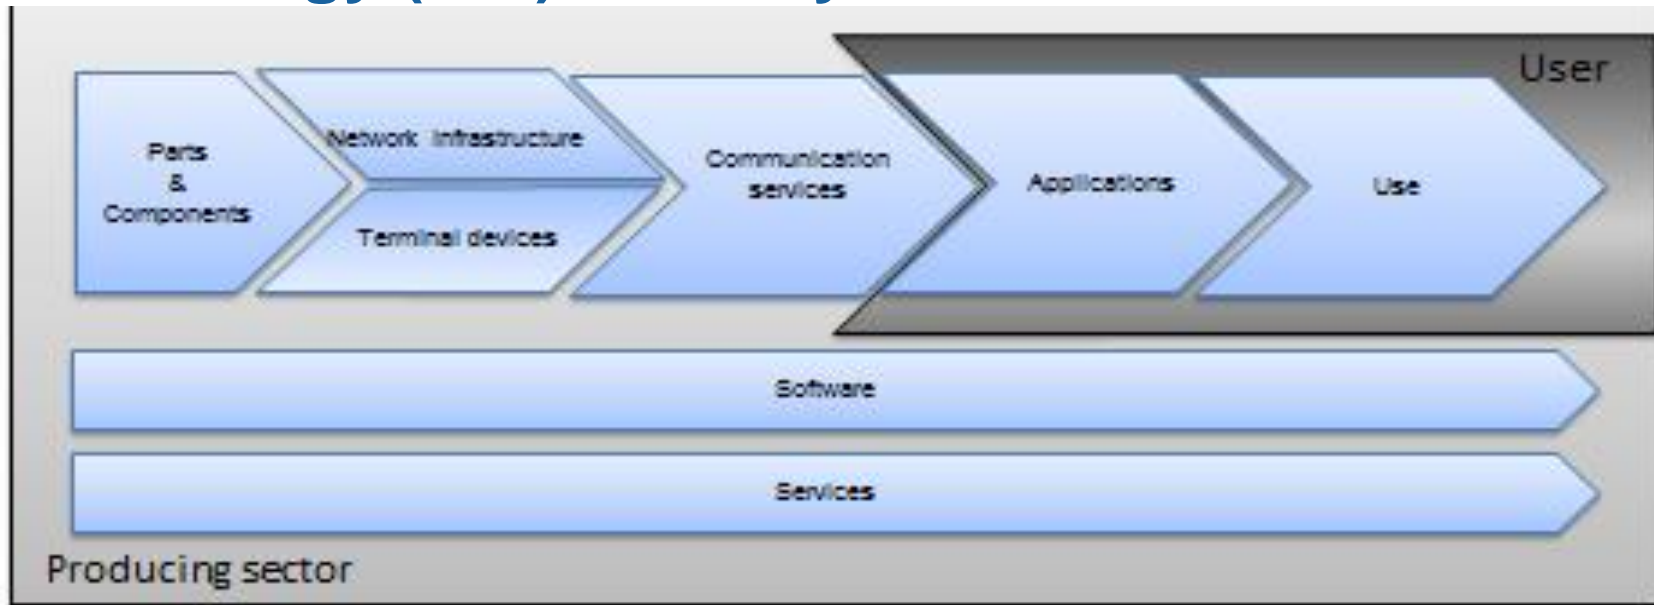 User
Parts
&
Components
Network Infrastructure
Terminal devices
Communication
services
Applications
Use
Software
Services
Producing sector